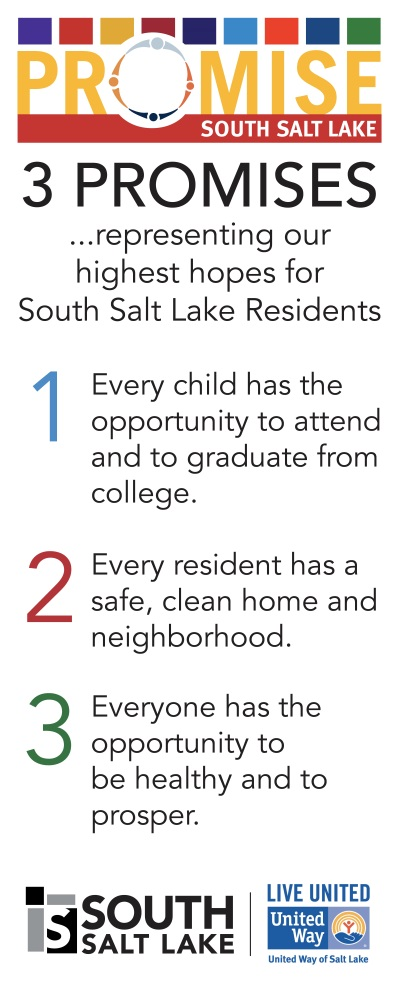 PROMISE
SOUTH SALT LAKE
3 PROMISES
...representing our
highest hopes for
South Salt Lake Residents
1 Every child has the
opportunity to attend
and to graduate from
college.
2 Every resident has a
safe, clean home and
neighborhood.
3 Everyone has the
opportunity to
be healthy and to
prosper.
is SOUTH
SALT LAKE
LIVE UNITED
United
Way
United Way of Salt Lake